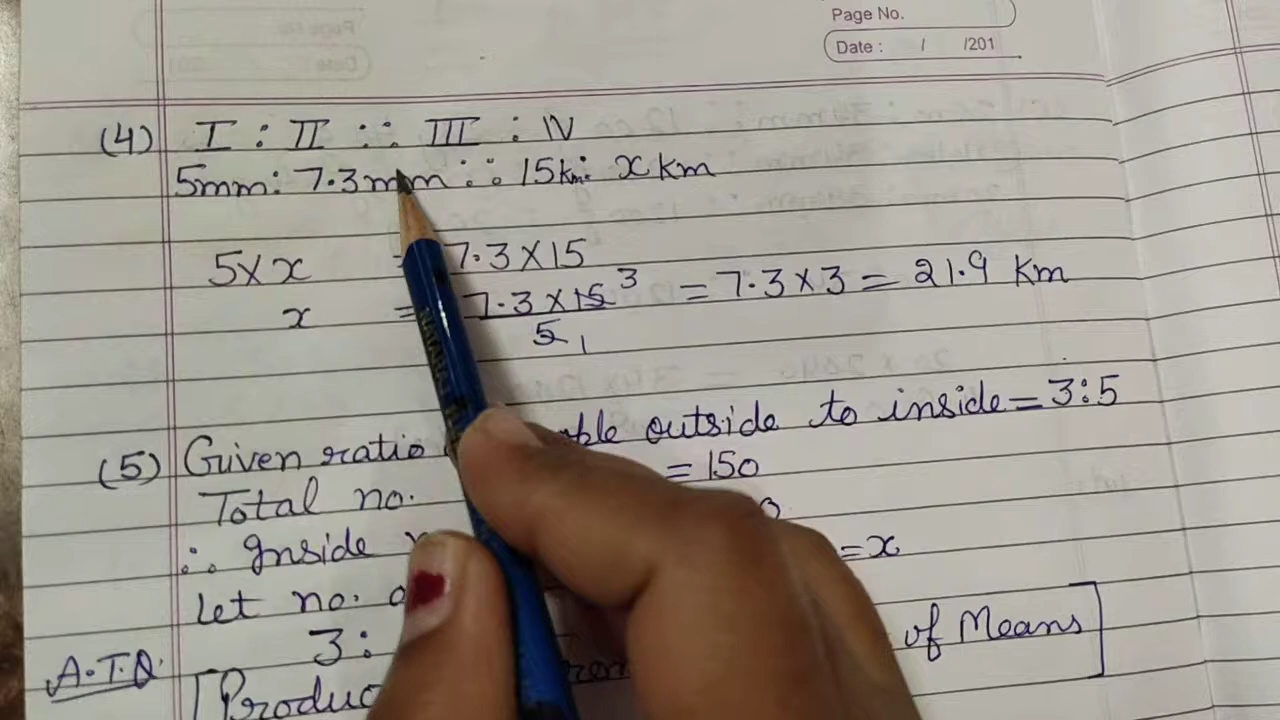 Page No.
Date : / /201
(4) I : II :: III : IV
5mm : 7.3mm :: 15km : x km
5 × x = 7.3 × 15
x = 7.3 × 15 3 / 5 1 = 7.3 × 3 = 21.9 Km
(5) Given ratio outside to inside = 3:5
Total no. = 150
∴ Inside
Let no. = x
3 :
A.T.Q.
[Produc of Means]